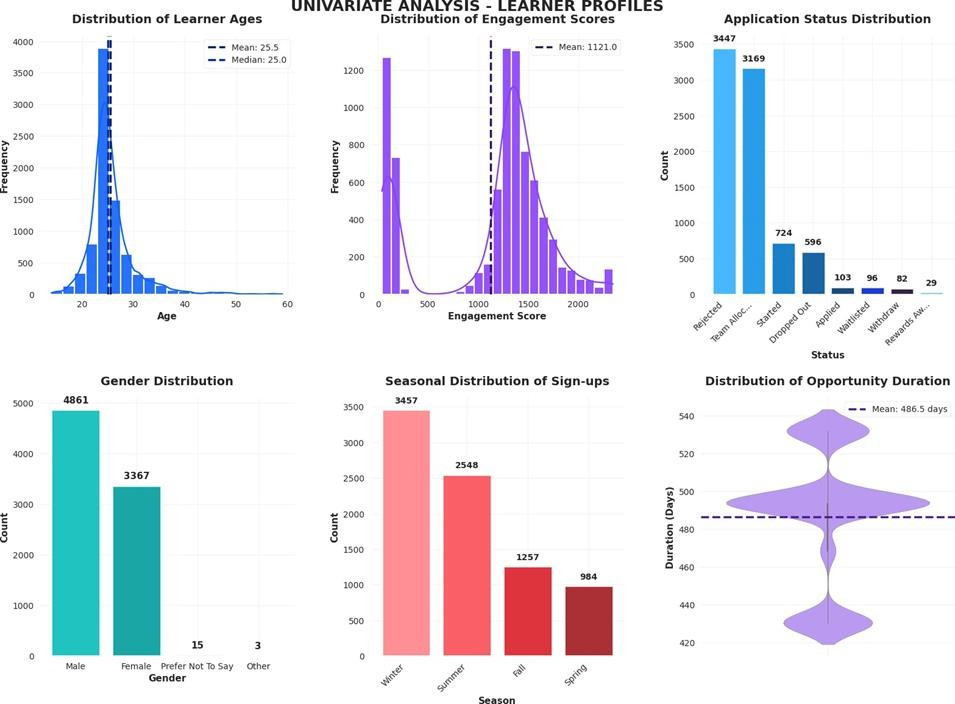 UNIVARIATE ANALYSIS - LEARNER PROFILES
Distribution of Learner Ages
Mean: 25.5
Median: 25.0
4000
3500
3000
2500
2000
1500
1000
500
0
Frequency
20
30
40
50
60
Age
Distribution of Engagement Scores
Mean: 1121.0
1200
1000
800
600
400
200
0
Frequency
0
500
1000
1500
2000
Engagement Score
Application Status Distribution
3447
3169
724
596
103
96
82
29
3500
3000
2500
2000
1500
1000
500
0
Count
Rejected
Team Alloc...
Started
Dropped Out
Applied
Waitlisted
Withdraw
Rewards Aw...
Status
Gender Distribution
4861
3367
15
3
5000
4000
3000
2000
1000
0
Count
Male
Female
Prefer Not To Say
Other
Gender
Seasonal Distribution of Sign-ups
3457
2548
1257
984
3500
3000
2500
2000
1500
1000
500
0
Count
Winter
Summer
Fall
Spring
Season
Distribution of Opportunity Duration
Mean: 486.5 days
540
520
500
480
460
440
420
Duration (Days)